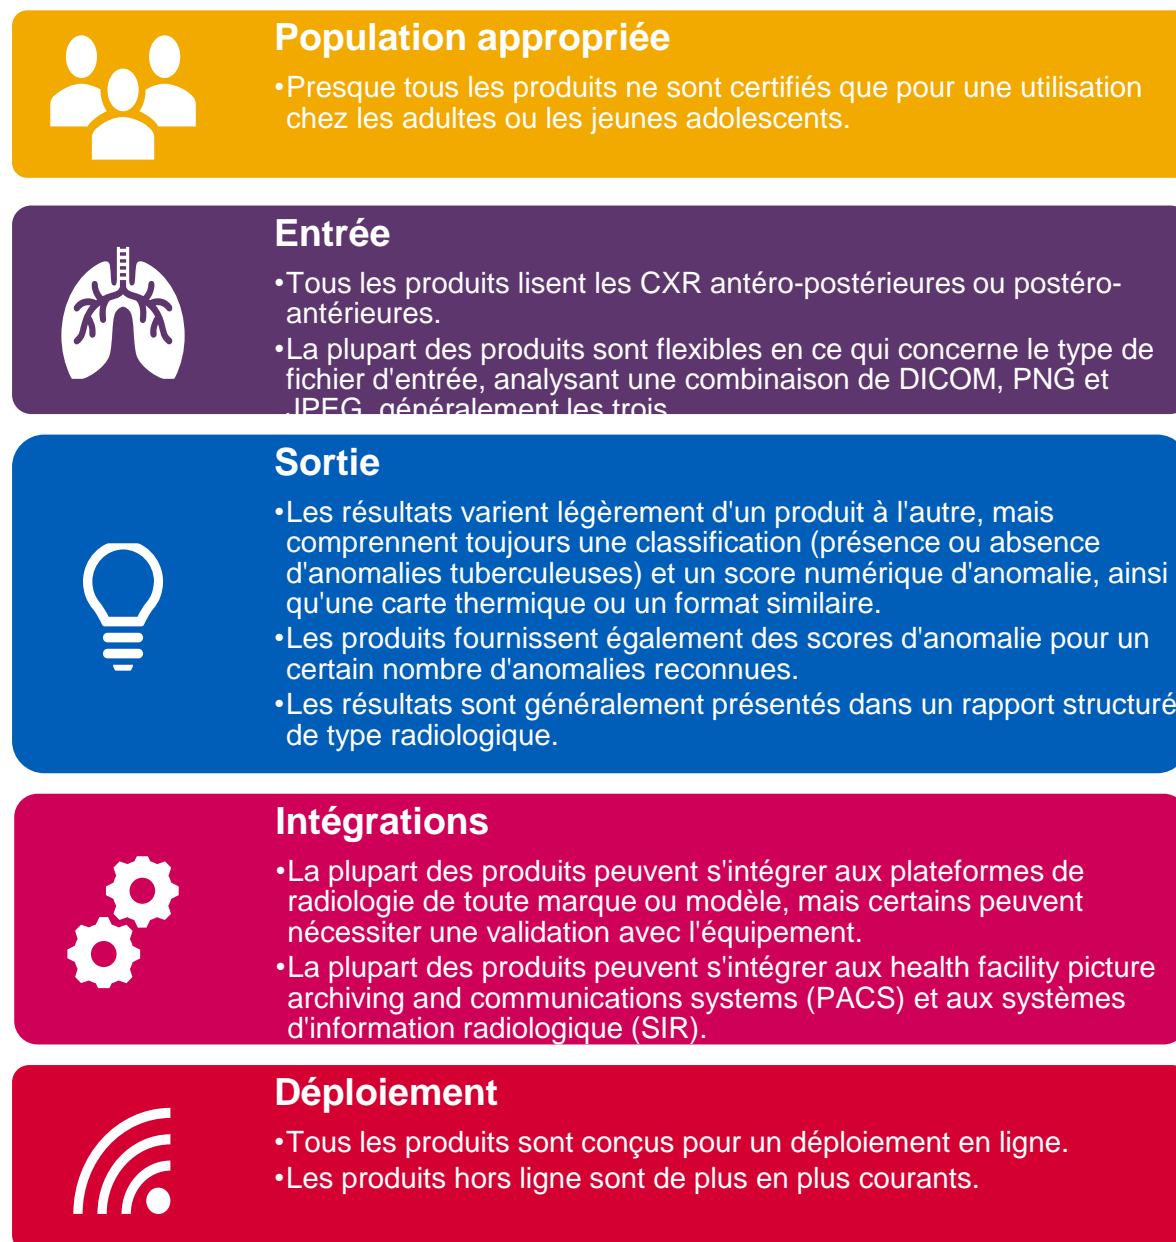 Population appropriée
•Presque tous les produits ne sont certifiés que pour une utilisation
chez les adultes ou les jeunes adolescents.
Entrée
•Tous les produits lisent les CXR antéro-postérieures ou postéro-
antérieures.
•La plupart des produits sont flexibles en ce qui concerne le type de
fichier d'entrée, analysant une combinaison de DICOM, PNG et
JPEG, généralement les trois
Sortie
•Les résultats varient légèrement d'un produit à l'autre, mais
comprennent toujours une classification (présence ou absence
d'anomalies tuberculeuses) et un score numérique d'anomalie, ainsi
qu'une carte thermique ou un format similaire.
•Les produits fournissent également des scores d'anomalie pour un
certain nombre d'anomalies reconnues.
•Les résultats sont généralement présentés dans un rapport structuré
de type radiologique.
Intégrations
•La plupart des produits peuvent s'intégrer aux plateformes de
radiologie de toute marque ou modèle, mais certains peuvent
nécessiter une validation avec l'équipement.
•La plupart des produits peuvent s'intégrer aux health facility picture
archiving and communications systems (PACS) et aux systèmes
d'information radiologique (SIR).
Déploiement
•Tous les produits sont conçus pour un déploiement en ligne.
•Les produits hors ligne sont de plus en plus courants.